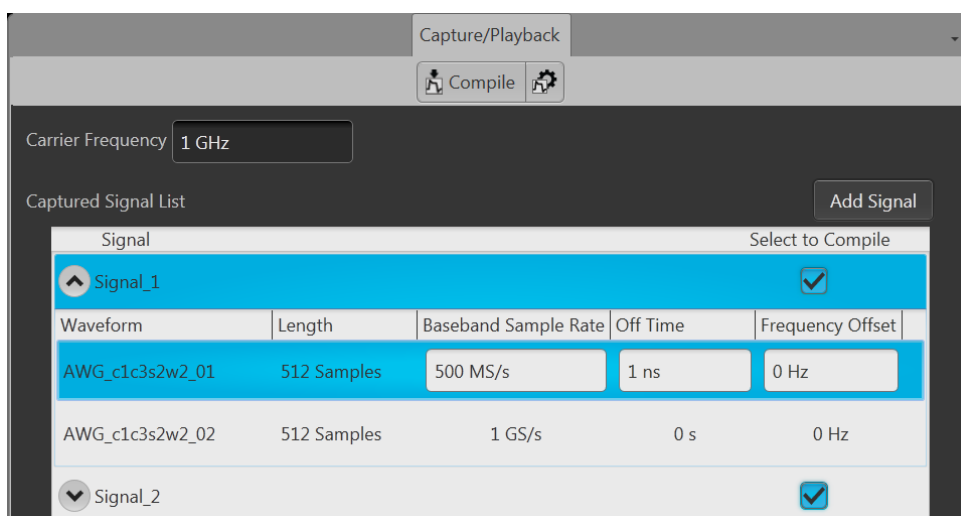 Capture/Playback
Compile
Carrier Frequency 1 GHz
Captured Signal List Add Signal
Signal Select to Compile
Signal_1
Waveform Length Baseband Sample Rate Off Time Frequency Offset
AWG_c1c3s2w2_01 512 Samples 500 MS/s 1 ns 0 Hz
AWG_c1c3s2w2_02 512 Samples 1 GS/s 0 s 0 Hz
Signal_2